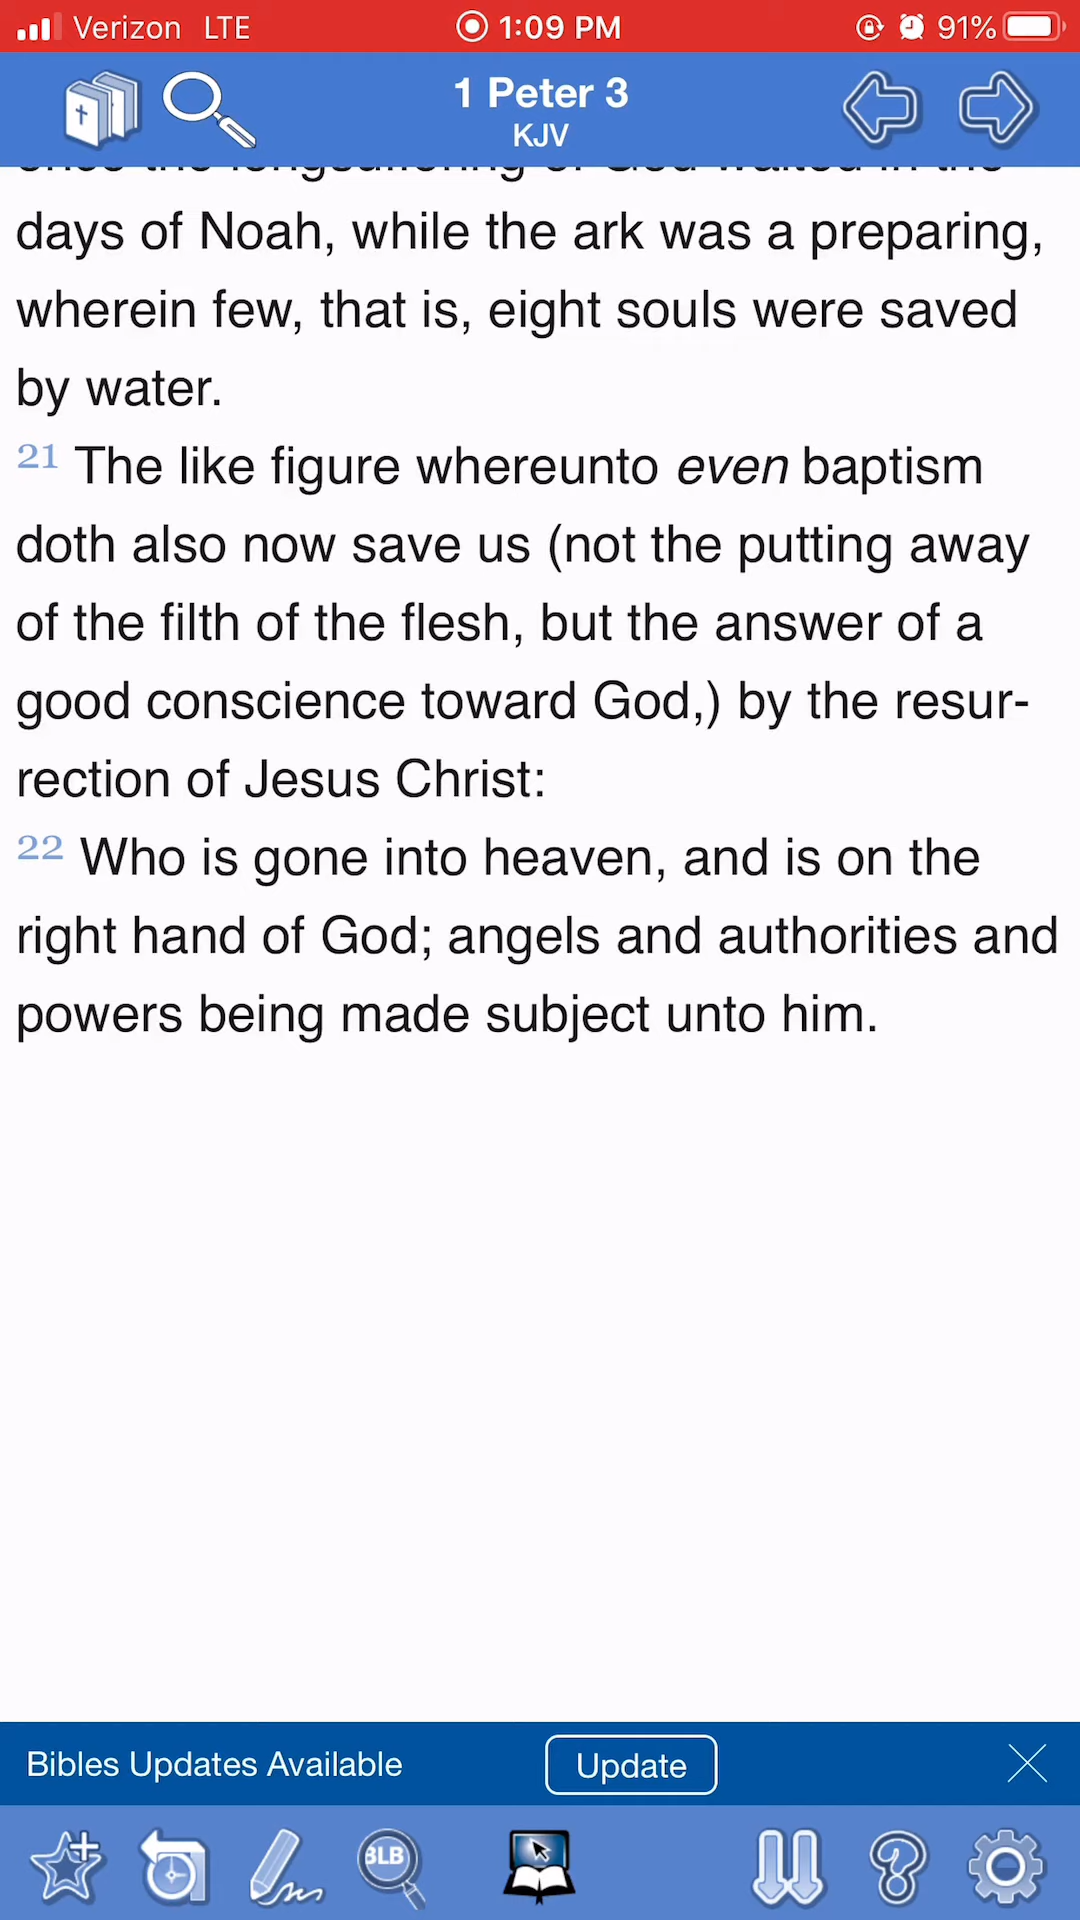 Verizon LTE 1:09 PM 91%
1 Peter 3
KJV
days of Noah, while the ark was a preparing,
wherein few, that is, eight souls were saved
by water.
21 The like figure whereunto even baptism
doth also now save us (not the putting away
of the filth of the flesh, but the answer of a
good conscience toward God,) by the resur-
rection of Jesus Christ:
22 Who is gone into heaven, and is on the
right hand of God; angels and authorities and
powers being made subject unto him.
Bibles Updates Available Update
BLB